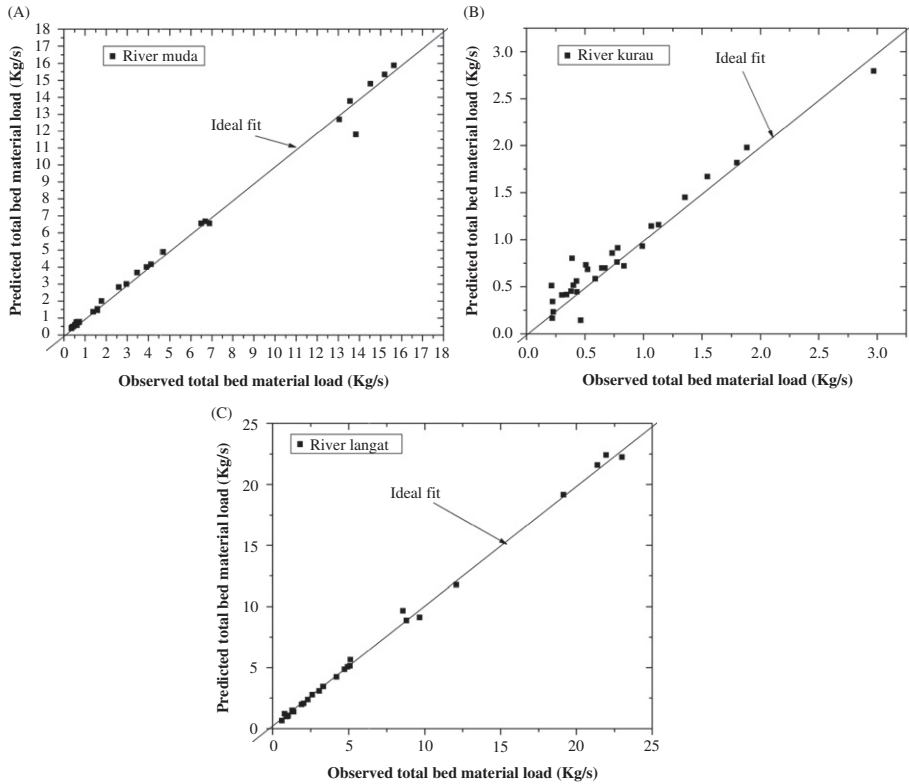 (A)
18
17
16
15
14
13
12
11
10
9
8
7
6
5
4
3
2
1
0
Predicted total bed material load (Kg/s)
River muda
Ideal fit
0 1 2 3 4 5 6 7 8 9 10 11 12 13 14 15 16 17 18
Observed total bed material load (Kg/s)
(B)
3.0
2.5
2.0
1.5
1.0
0.5
0.0
Predicted total bed material load (Kg/s)
River kurau
Ideal fit
0.0 0.5 1.0 1.5 2.0 2.5 3.0
Observed total bed material load (Kg/s)
(C)
25
20
15
10
5
0
Predicted total bed material load (Kg/s)
River langat
Ideal fit
0 5 10 15 20 25
Observed total bed material load (Kg/s)